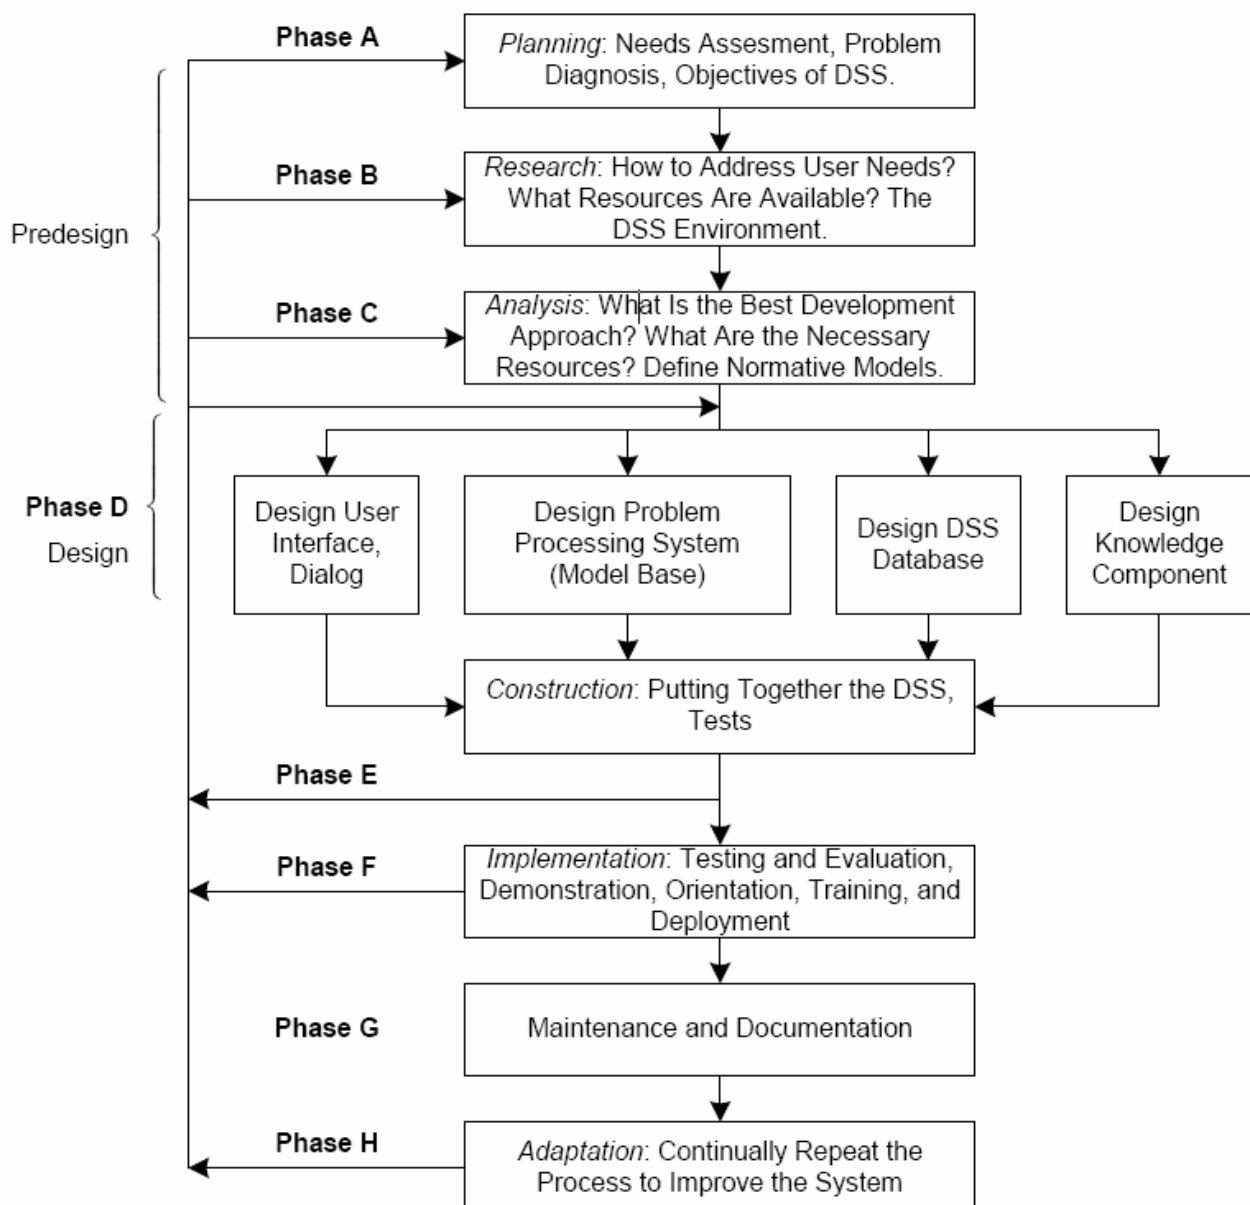 Phase A
Planning: Needs Assesment, Problem
Diagnosis, Objectives of DSS.
Phase B
Research: How to Address User Needs?
What Resources Are Available? The
DSS Environment.
Predesign
Phase C
Analysis: What Is the Best Development
Approach? What Are the Necessary
Resources? Define Normative Models.
Phase D
Design
Design User
Interface,
Dialog
Design Problem
Processing System
(Model Base)
Design DSS
Database
Design
Knowledge
Component
Construction: Putting Together the DSS,
Tests
Phase E
Phase F
Implementation: Testing and Evaluation,
Demonstration, Orientation, Training, and
Deployment
Phase G
Maintenance and Documentation
Phase H
Adaptation: Continually Repeat the
Process to Improve the System